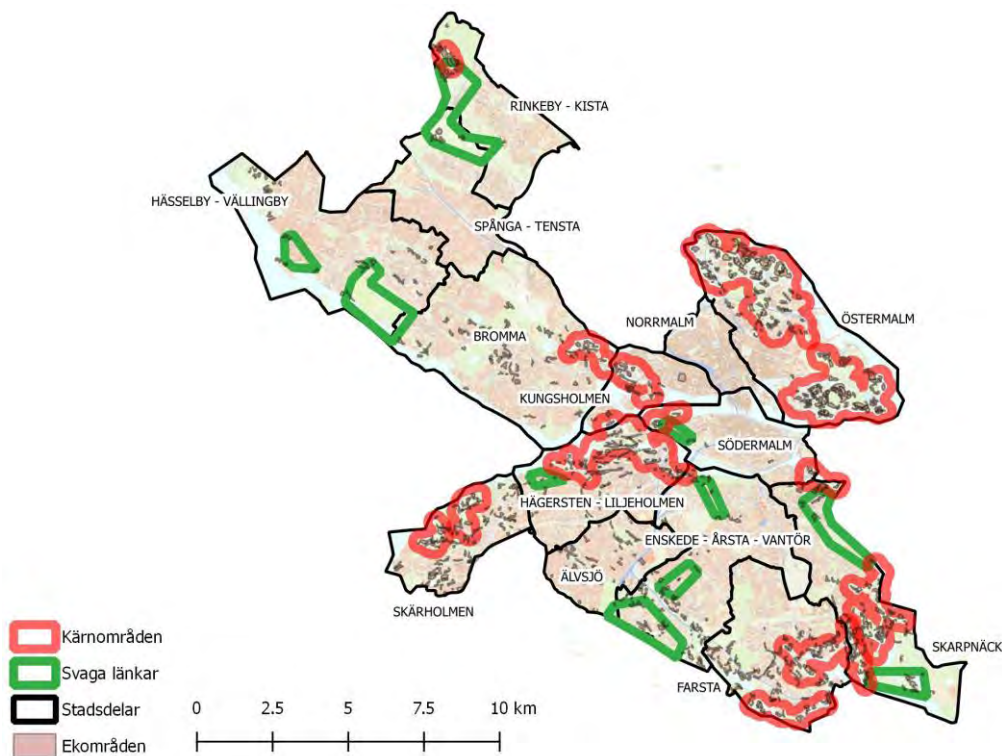 RINKEBY - KISTA
HÄSSELBY - VÄLLINGBY
SPÅNGA - TENSTA
ÖSTERMALM
NORRMALM
BROMMA
KUNGSHOLMEN
SÖDERMALM
HÄGERSTEN - LILJEHOLMEN
ENSKEDE - ÅRSTA - VANTÖR
ÄLVSJÖ
SKÄRHOLMEN
SKARPNÄCK
FARSTA
Kärnområden
Svaga länkar
Stadsdelar
Ekområden
0 2.5 5 7.5 10 km